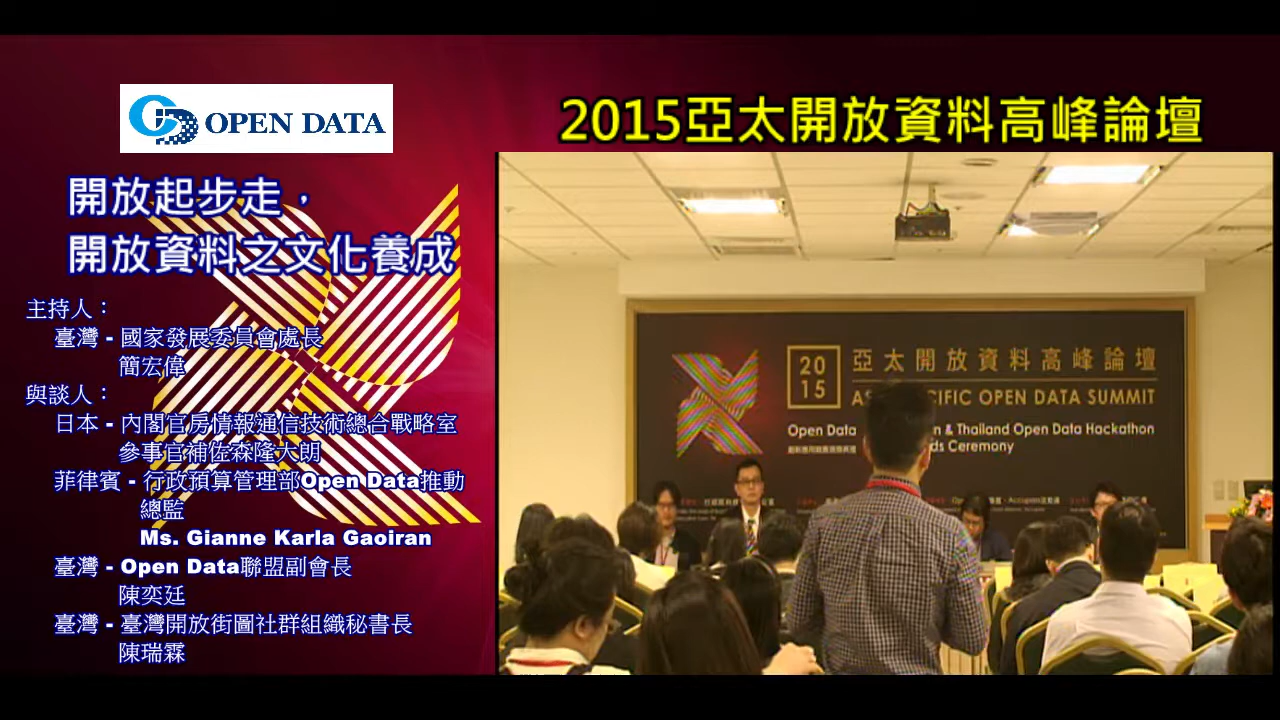 OPEN DATA
2015亞太開放資料高峰論壇
開放起步走，
開放資料之文化養成
主持人：
臺灣 - 國家發展委員會處長
簡宏偉
與談人：
日本 - 內閣官房情報通信技術總合戰略室
參事官補佐森隆大朗
菲律賓 - 行政預算管理部Open Data推動
總監
Ms. Gianne Karla Gaoiran
臺灣 - Open Data聯盟副會長
陳奕廷
臺灣 - 臺灣開放街圖社群組織秘書長
陳瑞霖
20
15
亞太開放資料高峰論壇
CIFIC OPEN DATA SUMMIT
Open Data
& Thailand Open Data Hackathon
ds Ceremony